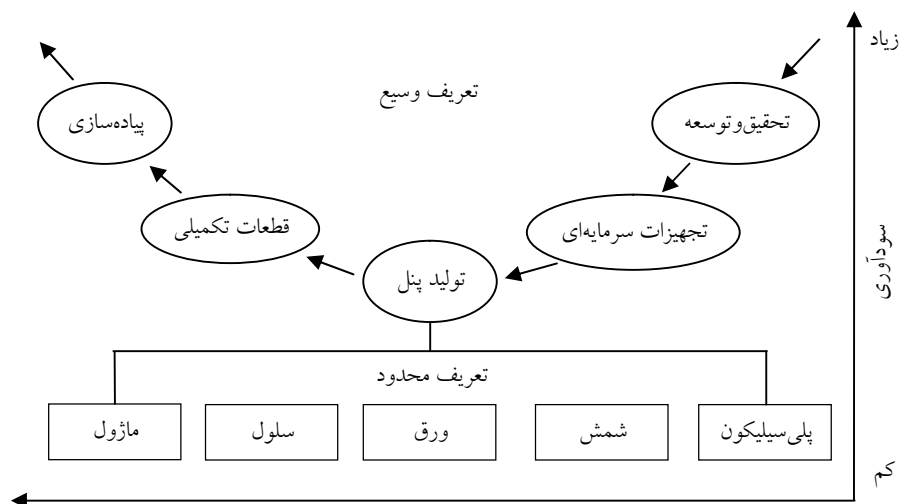 زیاد
تعریف وسیع
تحقیق‌وتوسعه
پیاده‌سازی
قطعات تکمیلی
تجهیزات سرمایه‌ای
سودآوری
تولید پنل
تعریف محدود
پلی‌سیلیکون
شمش
ورق
سلول
ماژول
کم